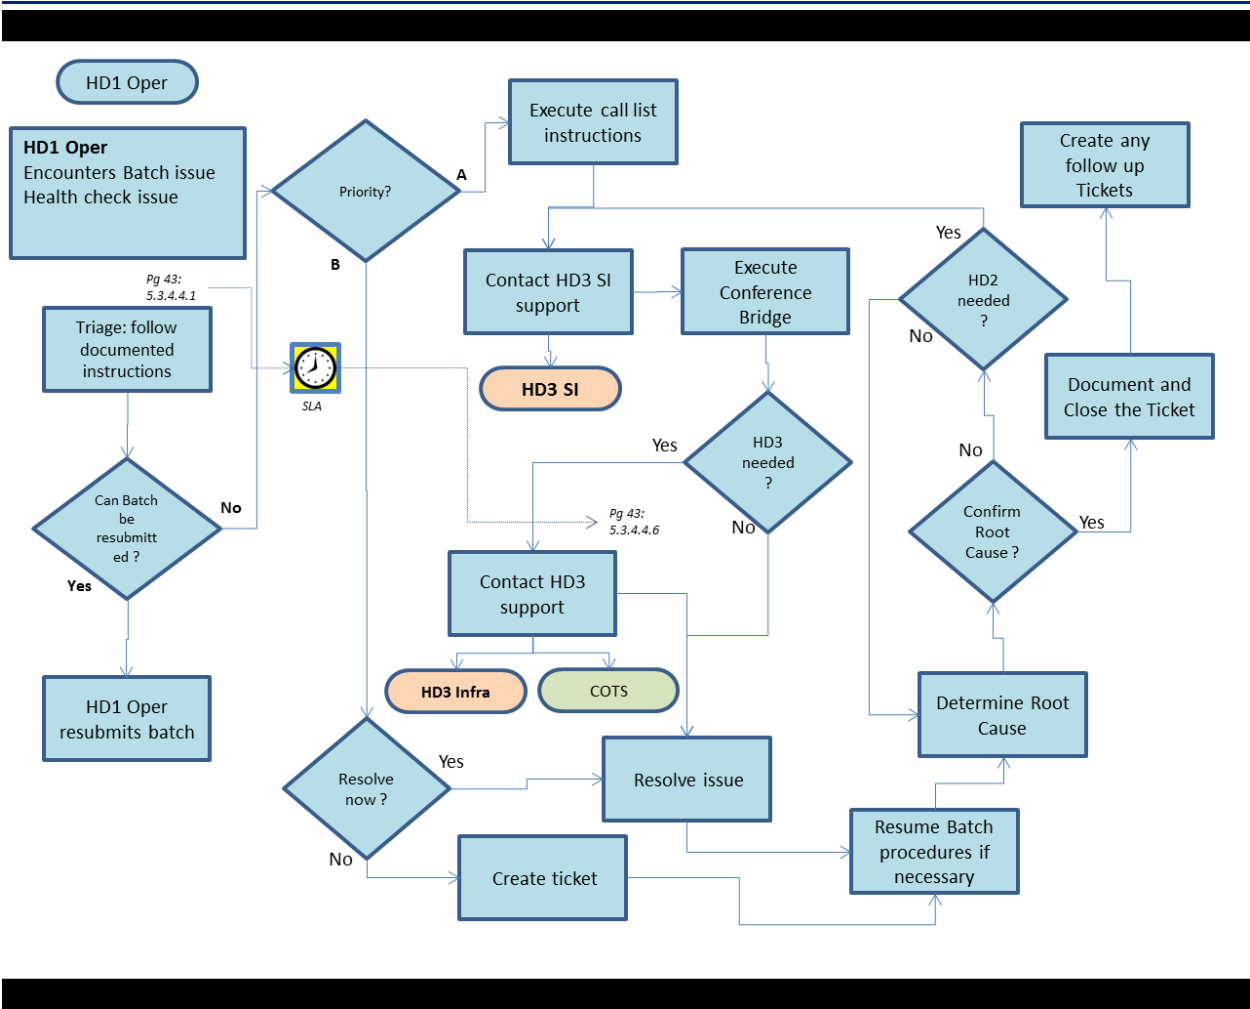 HD1 Oper
HD1 Oper
Encounters Batch issue
Health check issue
Pg 43:
5.3.4.4.1
Triage: follow
documented
instructions
Can Batch
be
resubmitt
ed ?
No
Yes
HD1 Oper
resubmits batch
Priority?
A
B
SLA
Execute call list
instructions
Contact HD3 SI
support
HD3 SI
Execute
Conference
Bridge
HD3
needed
?
Yes
No
Pg 43:
5.3.4.4.6
Contact HD3
support
HD3 Infra
COTS
Resolve
now ?
Yes
No
Resolve issue
Create ticket
Resume Batch
procedures if
necessary
Determine Root
Cause
Confirm
Root
Cause ?
No
Yes
HD2
needed
?
Yes
No
Document and
Close the Ticket
Create any
follow up
Tickets